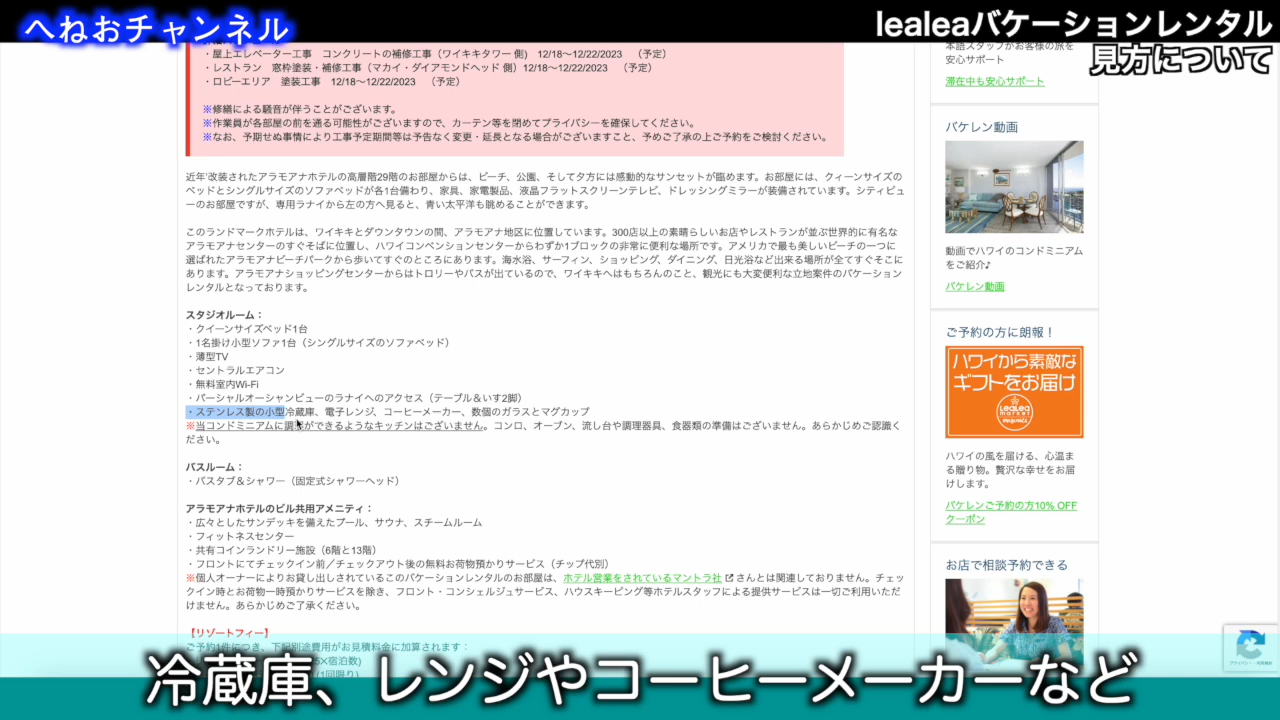 へねおチャンネル
lealeaバケーションレンタル
見方について
・屋上エレベーター工事　コンクリートの補修工事（ワイキキタワー 側）12/18〜12/22/2023　（予定）
・レストラン　窓枠塗装・補修工事（マカイ・ダイアモンドヘッド 側）12/18〜12/22/2023　（予定）
・ロビーエリア　塗装工事　12/18〜12/22/2023　（予定）
※修繕による騒音が伴うことがございます。
※作業員が各部屋の前を通る可能性がございますので、カーテン等を閉めてプライバシーを確保してください。
※なお、予期せぬ事情により工事予定期間等は予告なく変更・延長となる場合がございますこと、予めご了承の上ご予約をご検討ください。
近年改装されたアラモアナホテルの高層階29階のお部屋からは、ビーチ、公園、そして夕方には感動的なサンセットが臨めます。お部屋には、クィーンサイズの
ベッドとシングルサイズのソファベッドが各1台備わり、家具、家電製品、液晶フラットスクリーンテレビ、ドレッシングミラーが装備されています。シティビュ
ーのお部屋ですが、専用ラナイから左の方へ見ると、青い太平洋も眺めることができます。
このランドマークホテルは、ワイキキとダウンタウンの間、アラモアナ地区に位置しています。300店以上の素晴らしいお店やレストランが並ぶ世界的に有名な
アラモアナセンターのすぐそばに位置し、ハワイコンベンションセンターからわずか1ブロックの非常に便利な場所です。アメリカで最も美しいビーチの一つに
選ばれたアラモアナビーチパークから歩いてすぐのところにあります。海水浴、サーフィン、ショッピング、ダイニング、日光浴など出来る場所が全てすぐそこに
あります。アラモアナショッピングセンターからはトロリーやバスが出ているので、ワイキキへはもちろんのこと、観光にも大変便利な立地案件のバケーション
レンタルとなっております。
スタジオルーム：
・クイーンサイズベッド1台
・1名掛け小型ソファ1台（シングルサイズのソファベッド）
・薄型TV
・セントラルエアコン
・無料室内Wi-Fi
・パーシャルオーシャンビューのラナイへのアクセス（テーブル＆いす2脚）
・ステンレス製の小型冷蔵庫、電子レンジ、コーヒーメーカー、数個のガラスとマグカップ
※当コンドミニアムに調理ができるようなキッチンはございません。コンロ、オーブン、流し台や調理器具、食器類の準備はございません。あらかじめご認識く
ださい。
バスルーム：
・バスタブ＆シャワー（固定式シャワーヘッド）
アラモアナホテルのビル共用アメニティ：
・広々としたサンデッキを備えたプール、サウナ、スチームルーム
・フィットネスセンター
・共有コインランドリー施設（6階と13階）
・フロントにてチェックイン前／チェックアウト後の無料お荷物預かりサービス（チップ代別）
※個人オーナーによりお貸し出しされているこのバケーションレンタルのお部屋は、ホテル営業をされているマントラ社 さんとは関連しておりません。チェッ
クイン時とお荷物一時預かりサービスを除き、フロント・コンシェルジュサービス、ハウスキーピング等ホテルスタッフによる提供サービスは一切ご利用いただ
けません。あらかじめご了承ください。
【リゾートフィー】
ご予約1件につき、下記別途費用がお見積料金に加算されます：
本語スタッフがお客様の旅を
安心サポート
滞在中も安心サポート
バケレン動画
動画でハワイのコンドミニアム
をご紹介♪
バケレン動画
ご予約の方に朗報！
ハワイから素敵な
ギフトをお届け
LeaLea
market
ハワイの風を届ける、心温ま
る贈り物。贅沢な幸せをお届
けします。
バケレンご予約の方10% OFF
クーポン
お店で相談予約できる
冷蔵庫、レンジやコーヒーメーカーなど